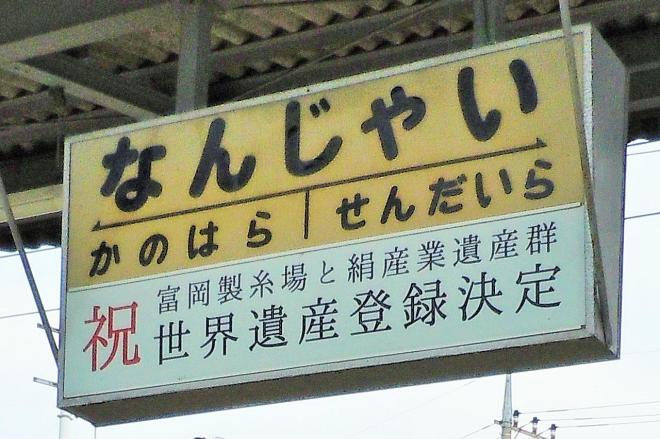 なんじゃい
かのはら せんだいら
祝 富岡製糸場と絹産業遺産群
世界遺産登録決定